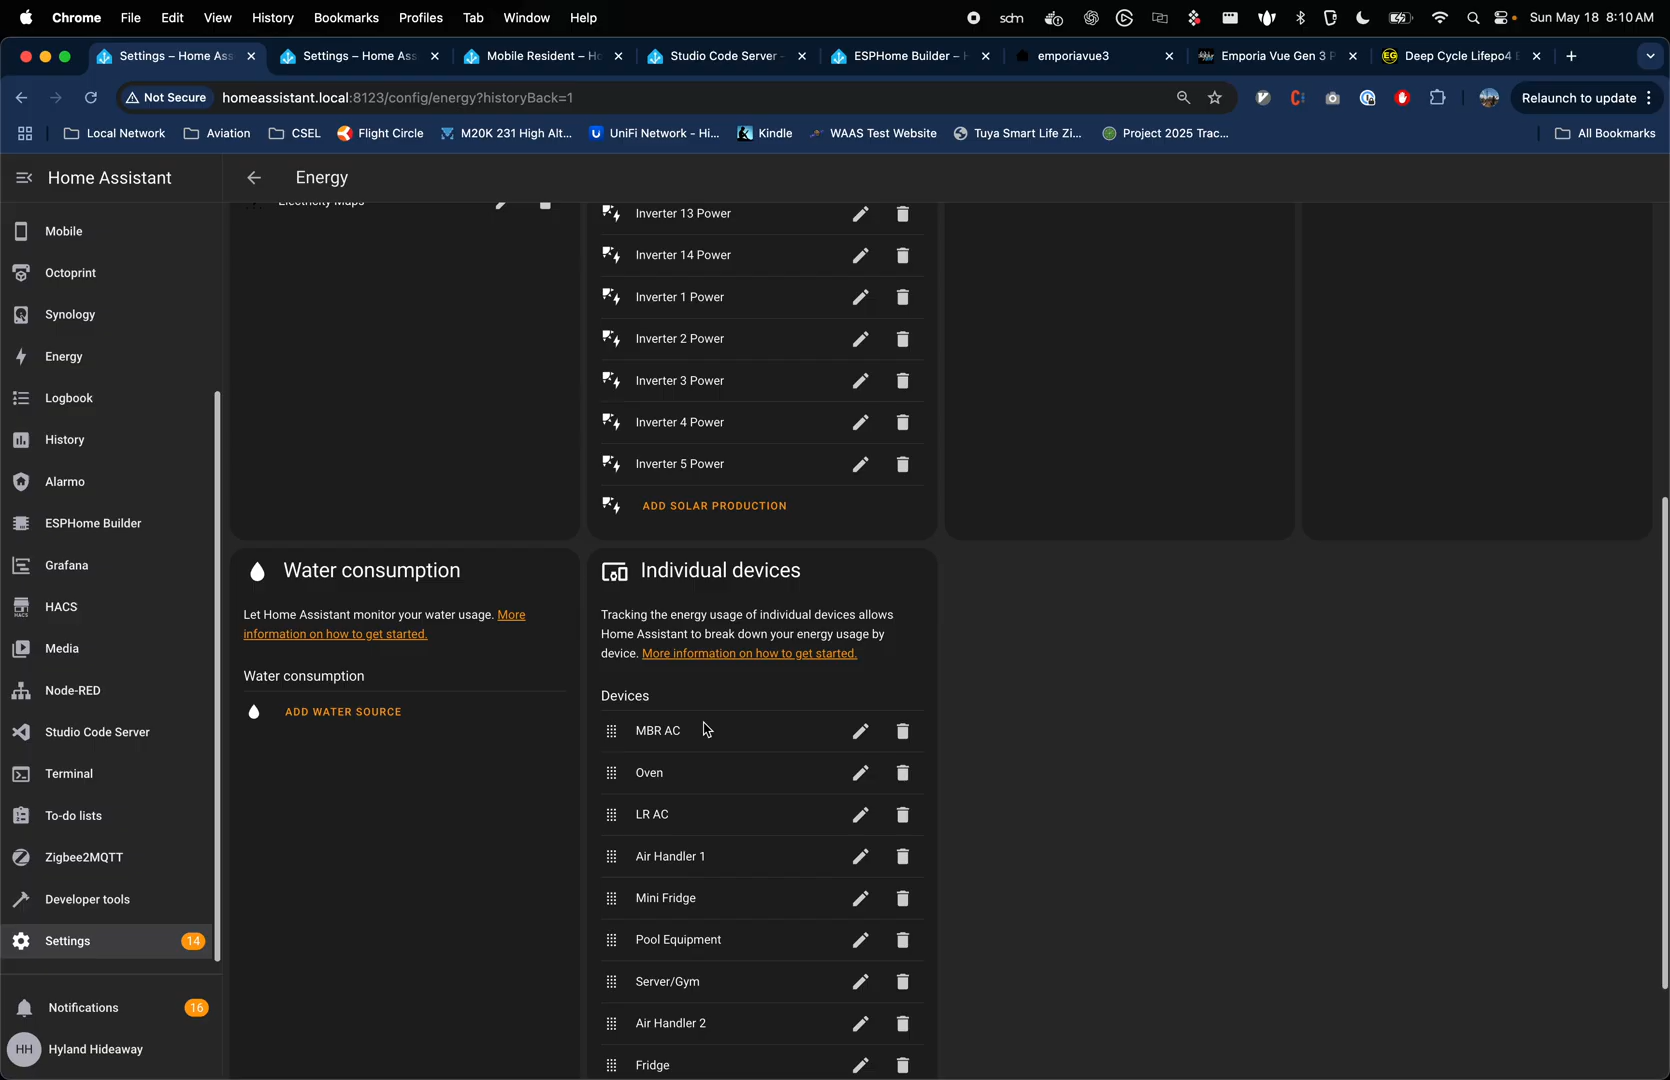 Chrome File Edit View History Bookmarks Profiles Tab Window Help sdm Sun May 18 8:10 AM
Settings – Home Ass Settings – Home Ass Mobile Resident – Ho Studio Code Server – ESPHome Builder – H emporiavue3 Emporia Vue Gen 3 P Deep Cycle Lifepo4
Not Secure homeassistant.local:8123/config/energy?historyBack=1 Relaunch to update
Local Network Aviation CSEL Flight Circle M20K 231 High Alt... UniFi Network - Hi... Kindle WAAS Test Website Tuya Smart Life Zi... Project 2025 Trac... All Bookmarks
Home Assistant
Energy
Mobile
Octoprint
Synology
Energy
Logbook
History
Alarmo
ESPHome Builder
Grafana
HACS
Media
Node-RED
Studio Code Server
Terminal
To-do lists
Zigbee2MQTT
Developer tools
Settings 14
Notifications 16
HH Hyland Hideaway
Electricity Maps
Inverter 13 Power
Inverter 14 Power
Inverter 1 Power
Inverter 2 Power
Inverter 3 Power
Inverter 4 Power
Inverter 5 Power
ADD SOLAR PRODUCTION
Water consumption
Let Home Assistant monitor your water usage. More
information on how to get started.
Water consumption
ADD WATER SOURCE
Individual devices
Tracking the energy usage of individual devices allows
Home Assistant to break down your energy usage by
device. More information on how to get started.
Devices
MBR AC
Oven
LR AC
Air Handler 1
Mini Fridge
Pool Equipment
Server/Gym
Air Handler 2
Fridge